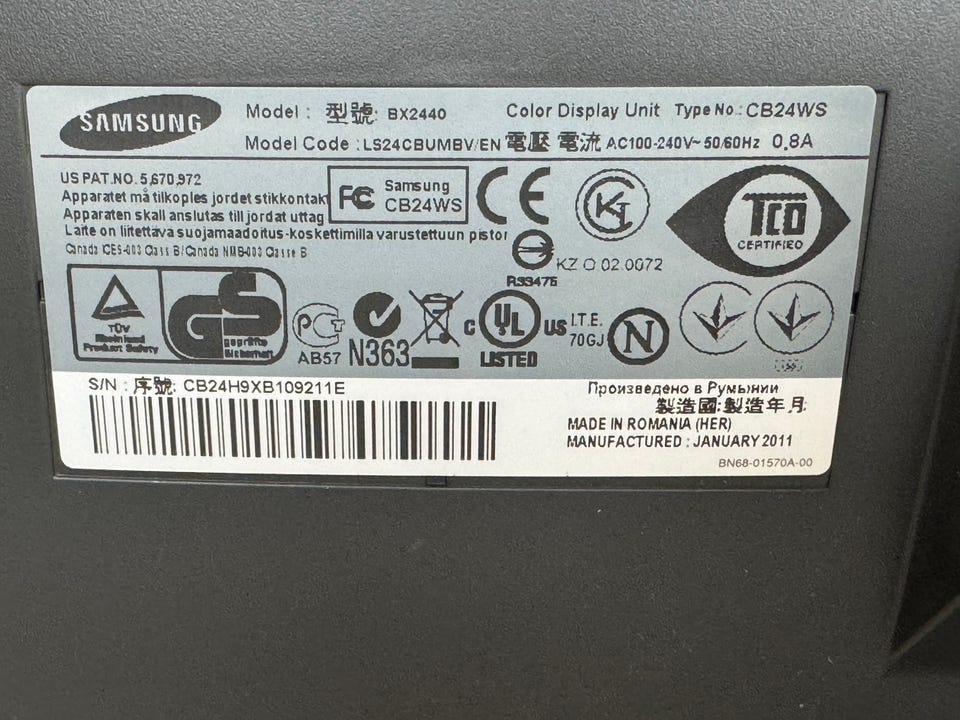 SAMSUNG
Model : 型號: BX2440 Color Display Unit Type No.: CB24WS
Model Code : LS24CBUMBV/EN 電壓 電流 AC100-240V~ 50/60Hz 0,8A
US PAT.NO. 5,670,972
Apparatet må tilkoples jordet stikkontakt
Apparaten skall anslutas till jordat uttag
Laite on liitettävä suojamaadoitus-koskettimilla varustettuun pistor
Canada ICES-003 Class B/Canada NMB-003 Classe B
FC Samsung
CB24WS
CE
TCO
CERTIFIED
R33475
KZ O 02.0072
TÜV
Rheinland
Product Safety
GS
geprüfte
Sicherheit
PCT
AB57
N363
c UL US
LISTED
I.T.E.
70GJ
N
S/N : 序號: CB24H9XB109211E
Произведено в Румынии
製造國:製造年月:
MADE IN ROMANIA (HER)
MANUFACTURED : JANUARY 2011
BN68-01570A-00